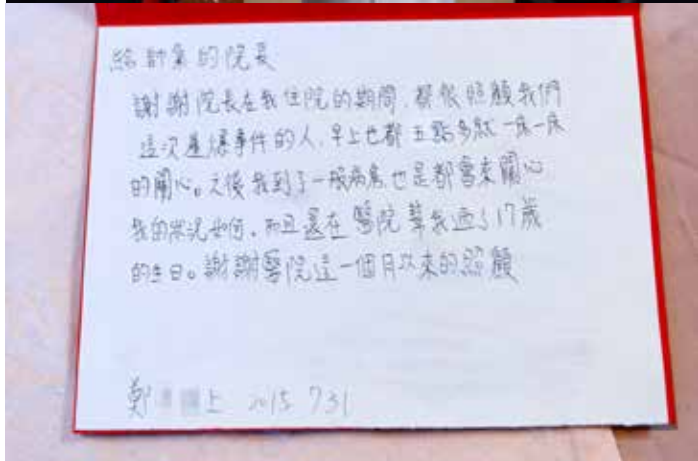 給帥氣的院長
謝謝院長在我住院的期間,都很照顧我們
這次塵爆事件的人,早上也都五點多就一床一床
的關心。之後我到了一般病房也是都會來關心
我的狀況如何,而且還在醫院幫我過了17歲
的生日。謝謝醫院這一個月以來的照顧
鄭 上 2015 731